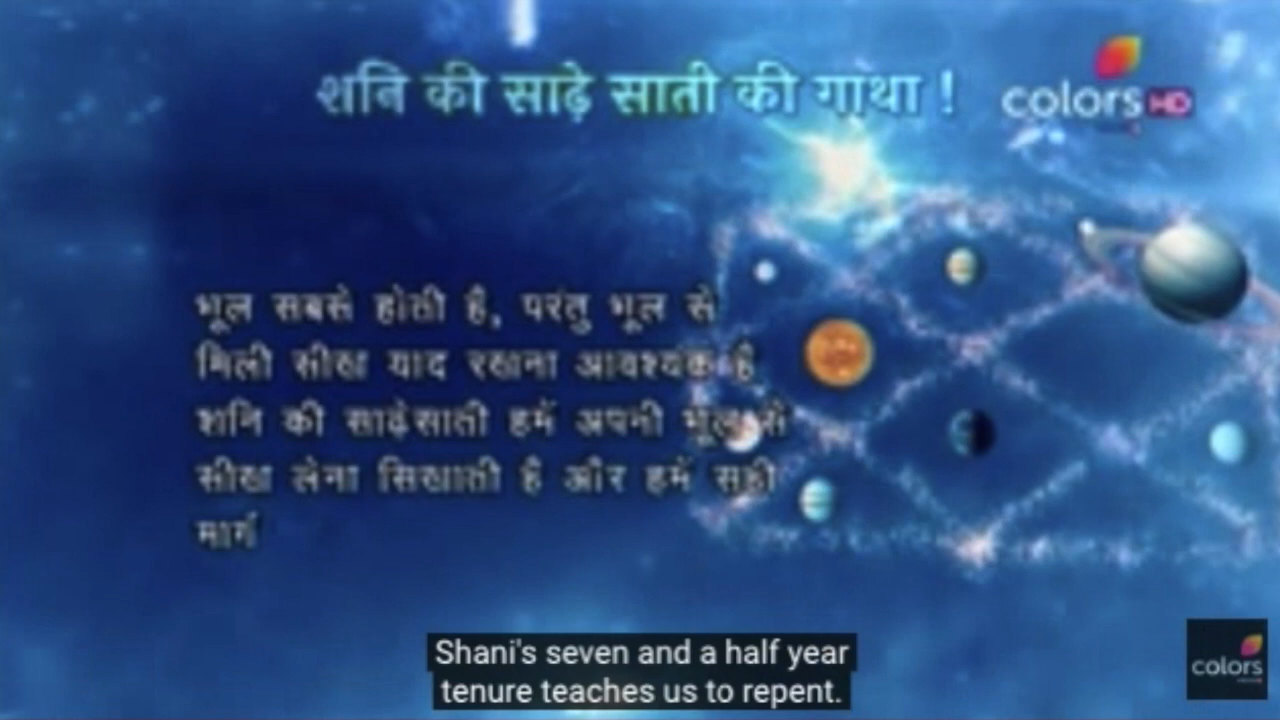 शनि की साढ़े साती की गाथा !
colors HD
भूल सबसे होती है, परंतु भूल से
मिली सीख याद रखना आवश्यक है
शनि की साढ़ेसाती हमें अपनी भूल से
सीख लेना सिखाती है और हमें सही
मार्ग
Shani's seven and a half year
tenure teaches us to repent.
colors